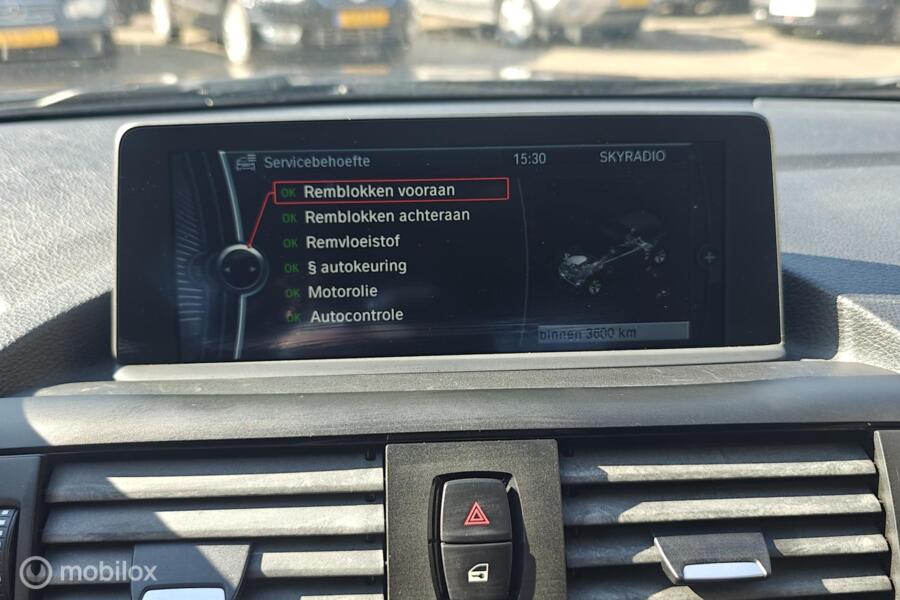 Servicebehoefte 15:30 SKYRADIO
OK Remblokken vooraan
OK Remblokken achteraan
OK Remvloeistof
OK § autokeuring
OK Motorolie
OK Autocontrole
binnen 3600 km
mobilox